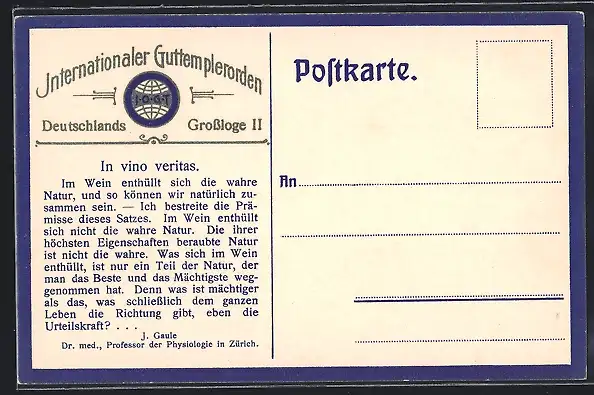 Internationaler Guttemplerorden
I·O·G·T
Deutschlands Großloge II
In vino veritas.
Im Wein enthüllt sich die wahre
Natur, und so können wir natürlich zu-
sammen sein. — Ich bestreite die Prä-
misse dieses Satzes. Im Wein enthüllt
sich nicht die wahre Natur. Die ihrer
höchsten Eigenschaften beraubte Natur
ist nicht die wahre. Was sich im Wein
enthüllt, ist nur ein Teil der Natur, der
man das Beste und das Mächtigste weg-
genommen hat. Denn was ist mächtiger
als das, was schließlich dem ganzen
Leben die Richtung gibt, eben die
Urteilskraft? . . .
J. Gaule
Dr. med., Professor der Physiologie in Zürich.
Poſtkarte.
An